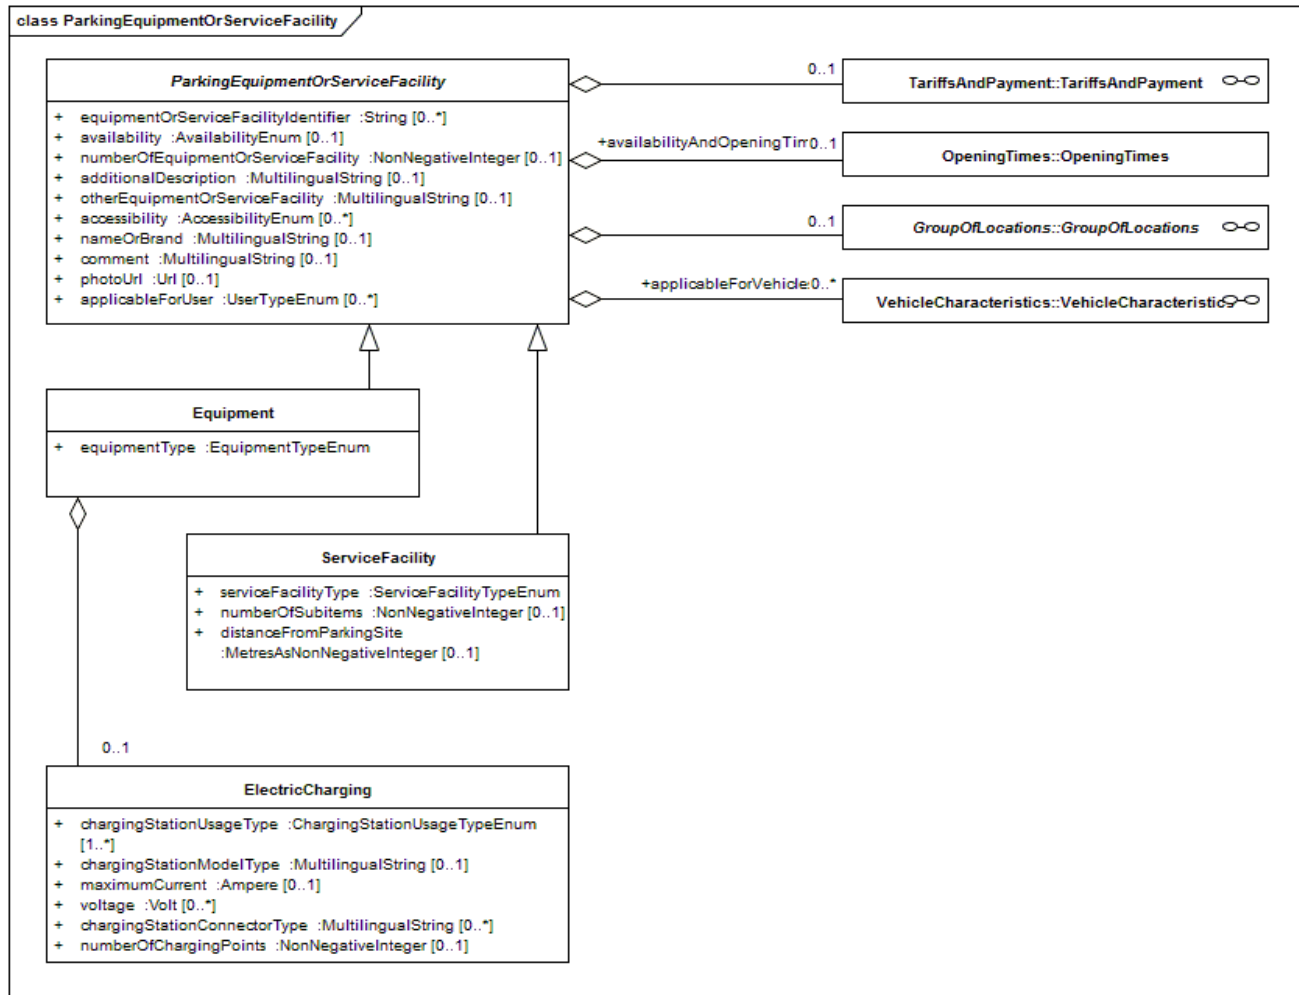 class ParkingEquipmentOrServiceFacility
ParkingEquipmentOrServiceFacility
+ equipmentOrServiceFacilityIdentifier :String [0..*]
+ availability :AvailabilityEnum [0..1]
+ numberOfEquipmentOrServiceFacility :NonNegativeInteger [0..1]
+ additionalDescription :MultilingualString [0..1]
+ otherEquipmentOrServiceFacility :MultilingualString [0..1]
+ accessibility :AccessibilityEnum [0..*]
+ nameOrBrand :MultilingualString [0..1]
+ comment :MultilingualString [0..1]
+ photoUrl :Url [0..1]
+ applicableForUser :UserTypeEnum [0..*]
0..1
TariffsAndPayment::TariffsAndPayment
+availabilityAndOpeningTim 0..1
OpeningTimes::OpeningTimes
0..1
GroupOfLocations::GroupOfLocations
+applicableForVehicles 0..*
VehicleCharacteristics::VehicleCharacteristics
Equipment
+ equipmentType :EquipmentTypeEnum
ServiceFacility
+ serviceFacilityType :ServiceFacilityTypeEnum
+ numberOfSubitems :NonNegativeInteger [0..1]
+ distanceFromParkingSite
:MetresAsNonNegativeInteger [0..1]
0..1
ElectricCharging
+ chargingStationUsageType :ChargingStationUsageTypeEnum
[1..*]
+ chargingStationModelType :MultilingualString [0..1]
+ maximumCurrent :Ampere [0..1]
+ voltage :Volt [0..*]
+ chargingStationConnectorType :MultilingualString [0..*]
+ numberOfChargingPoints :NonNegativeInteger [0..1]